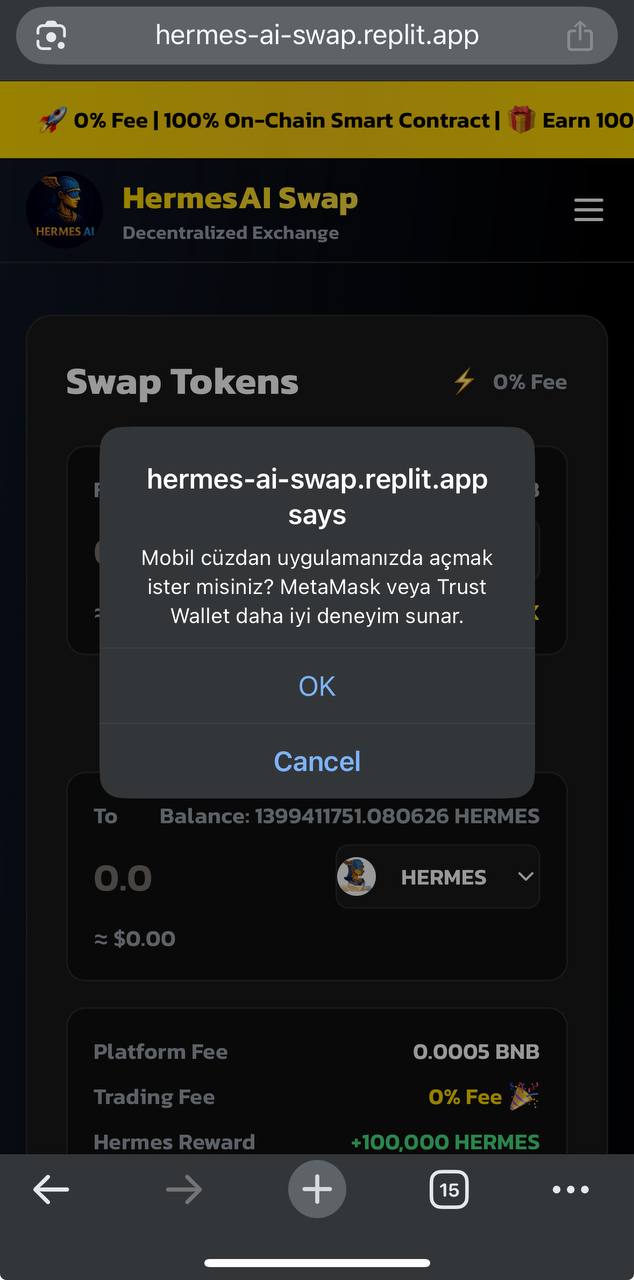 hermes-ai-swap.replit.app
🚀 0% Fee | 100% On-Chain Smart Contract | 🎁 Earn 100
HERMES AI
HermesAI Swap
Decentralized Exchange
Swap Tokens
⚡ 0% Fee
hermes-ai-swap.replit.app
says
Mobil cüzdan uygulamanızda açmak
ister misiniz? MetaMask veya Trust
Wallet daha iyi deneyim sunar.
OK
Cancel
To Balance: 1399411751.080626 HERMES
0.0 HERMES
≈ $0.00
Platform Fee 0.0005 BNB
Trading Fee 0% Fee 🎉
Hermes Reward +100,000 HERMES
15